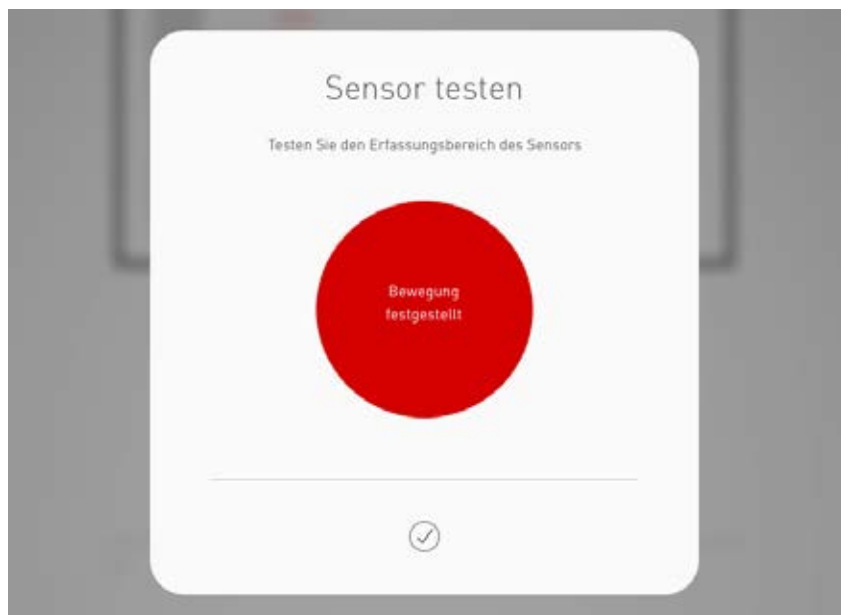 Sensor testen
Testen Sie den Erfassungsbereich des Sensors
Bewegung
festgestellt